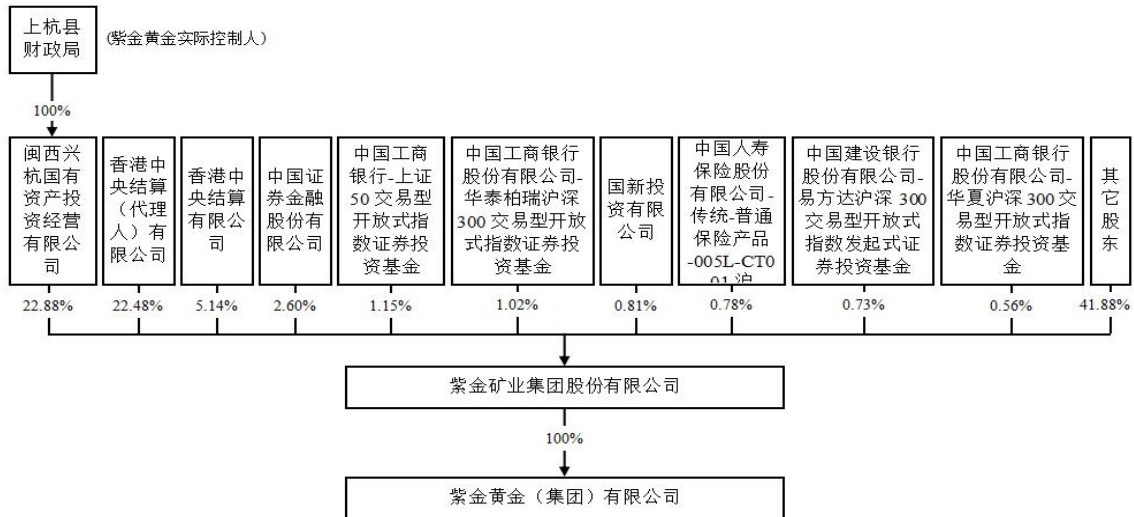 上杭县
财政局
(紫金黄金实际控制人）
100%
闽西兴
杭国有
资产投
资经营
有限公
司
香港中
央结算
（代理
人）有
限公司
香港中
央结算
有限公
司
中国证
券金融
股份有
限公司
中国工商
银行-上证
50 交易型
开放式指
数证券投
资基金
中国工商银行
股份有限公司-
华泰柏瑞沪深
300 交易型开放
式指数证券投
资基金
国新投
资有限
公司
中国人寿
保险股份
有限公司-
传统-普通
保险产品
-005L-CT0
01 沪
中国建设银行
股份有限公司-
易方达沪深 300
交易型开放式
指数发起式证
券投资基金
中国工商银行
股份有限公司-
华夏沪深 300 交
易型开放式指
数证券投资基
金
其
它
股
东
22.88%
22.48%
5.14%
2.60%
1.15%
1.02%
0.81%
0.78%
0.73%
0.56%
41.88%
紫金矿业集团股份有限公司
100%
紫金黄金（集团）有限公司